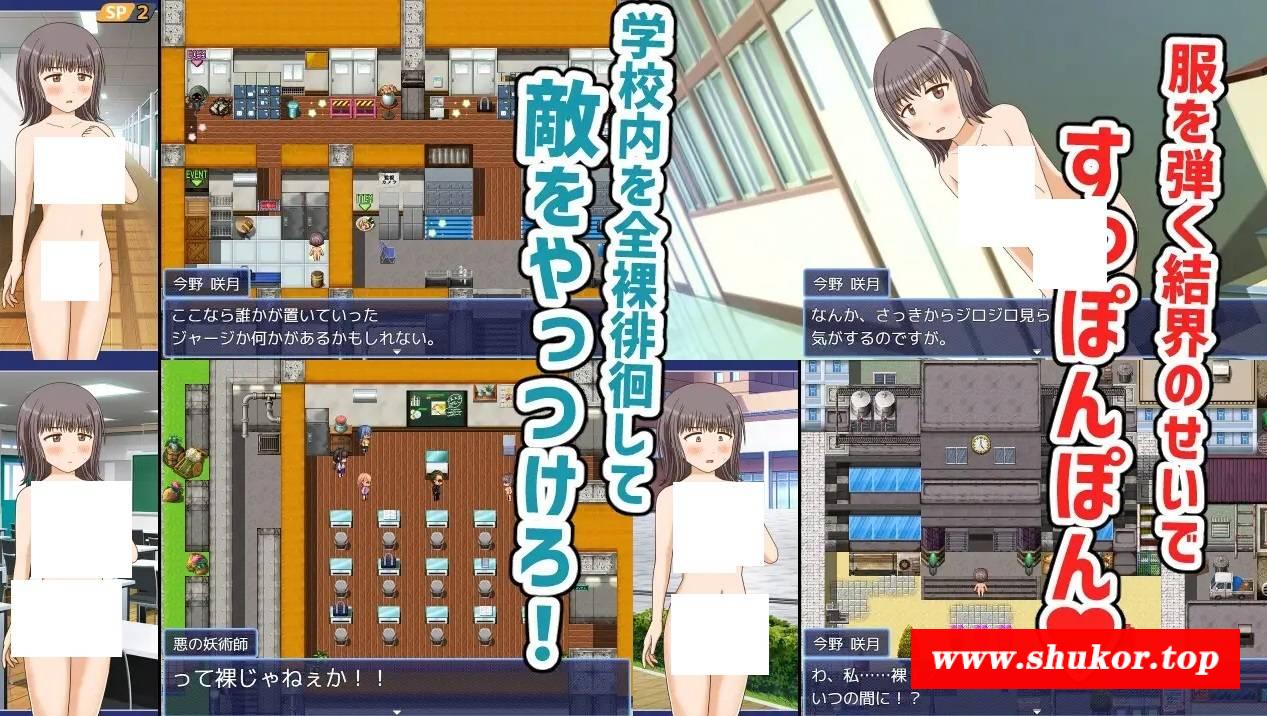 SP 2
EVENT
監視
カメラ
ITEM
今野 咲月
ここなら誰かが置いていった
ジャージか何かがあるかもしれない。
学校内を全裸徘徊して
敵をやっつけろ!
今野 咲月
なんか、さっきからジロジロ見ら
気がするのですが。
服を弾く結界のせいで
すっぽんぽん♥
悪の妖術師
って裸じゃねぇか!!
今野 咲月
わ、私……裸
いつの間に!?
www.shukor.top